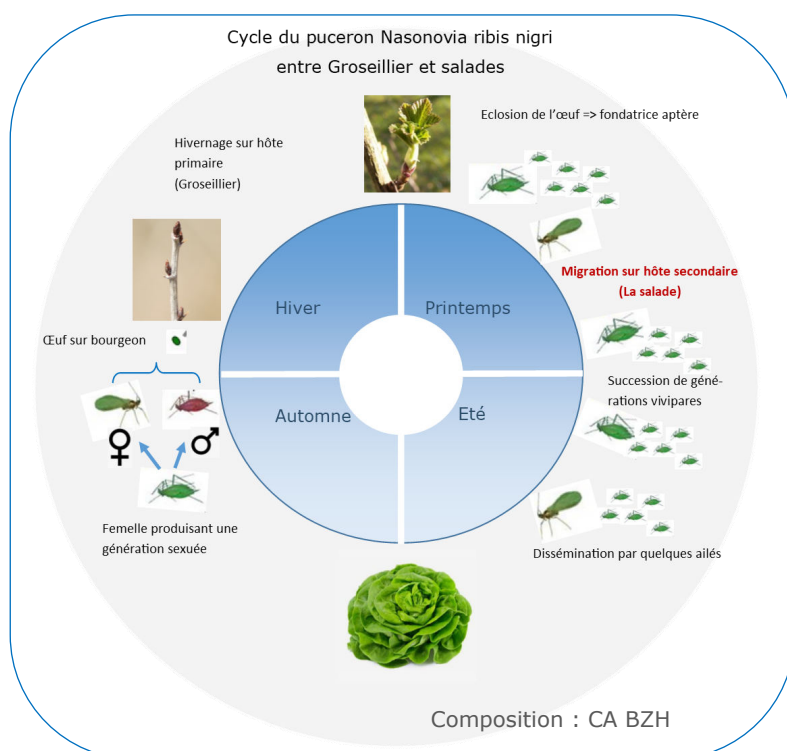 Cycle du puceron Nasonovia ribis nigri
entre Groseillier et salades
Eclosion de l’œuf => fondatrice aptère
Hivernage sur hôte
primaire
(Groseillier)
Migration sur hôte secondaire
(La salade)
Hiver
Printemps
Œuf sur bourgeon
Succession de géné-
rations vivipares
Automne
Eté
♀
♂
Femelle produisant une
génération sexuée
Dissémination par quelques ailés
Composition : CA BZH